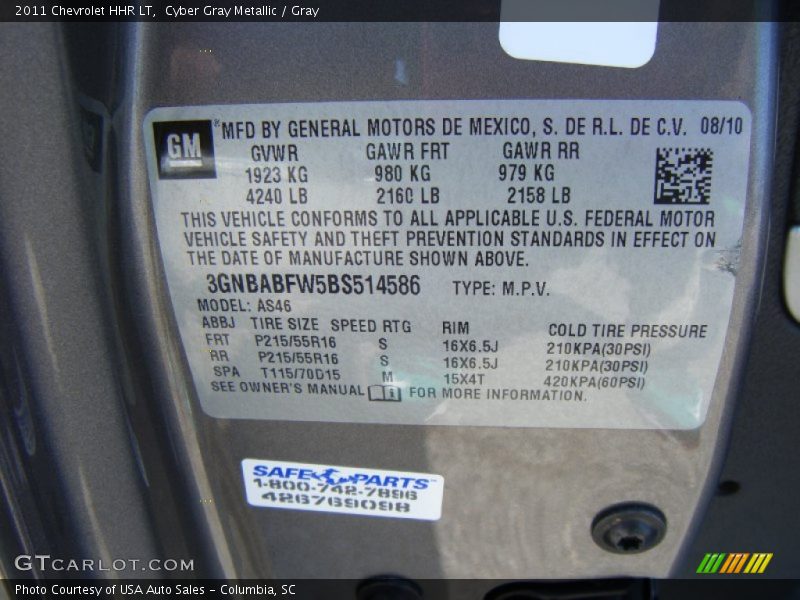 2011 Chevrolet HHR LT, Cyber Gray Metallic / Gray
GM® MFD BY GENERAL MOTORS DE MEXICO, S. DE R.L. DE C.V. 08/10
GVWR GAWR FRT GAWR RR
1923 KG 980 KG 979 KG
4240 LB 2160 LB 2158 LB
THIS VEHICLE CONFORMS TO ALL APPLICABLE U.S. FEDERAL MOTOR
VEHICLE SAFETY AND THEFT PREVENTION STANDARDS IN EFFECT ON
THE DATE OF MANUFACTURE SHOWN ABOVE.
3GNBABFW5BS514586 TYPE: M.P.V.
MODEL: AS46
ABBJ TIRE SIZE SPEED RTG RIM COLD TIRE PRESSURE
FRT P215/55R16 S 16X6.5J 210KPA(30PSI)
RR P215/55R16 S 16X6.5J 210KPA(30PSI)
SPA T115/70D15 M 15X4T 420KPA(60PSI)
SEE OWNER'S MANUAL FOR MORE INFORMATION.
SAFE PARTS™
1-800-742-7896
426769098
GTCARLOT.COM
Photo Courtesy of USA Auto Sales - Columbia, SC